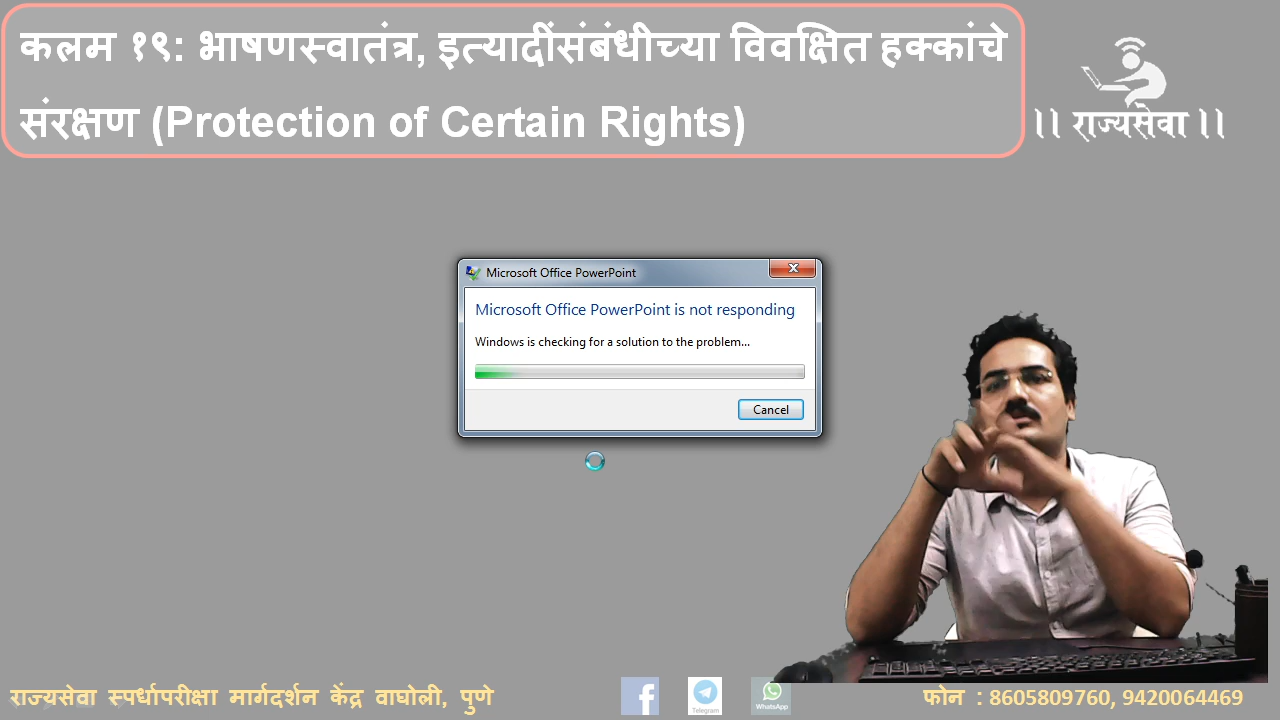 कलम १९: भाषणस्वातंत्र, इत्यादींसंबंधीच्या विवक्षित हक्कांचे
संरक्षण (Protection of Certain Rights)
।। राज्यसेवा ।।
Microsoft Office PowerPoint
Microsoft Office PowerPoint is not responding
Windows is checking for a solution to the problem...
Cancel
राज्यसेवा स्पर्धापरीक्षा मार्गदर्शन केंद्र वाघोली, पुणे
Telegram
WhatsApp
फोन : 8605809760, 9420064469